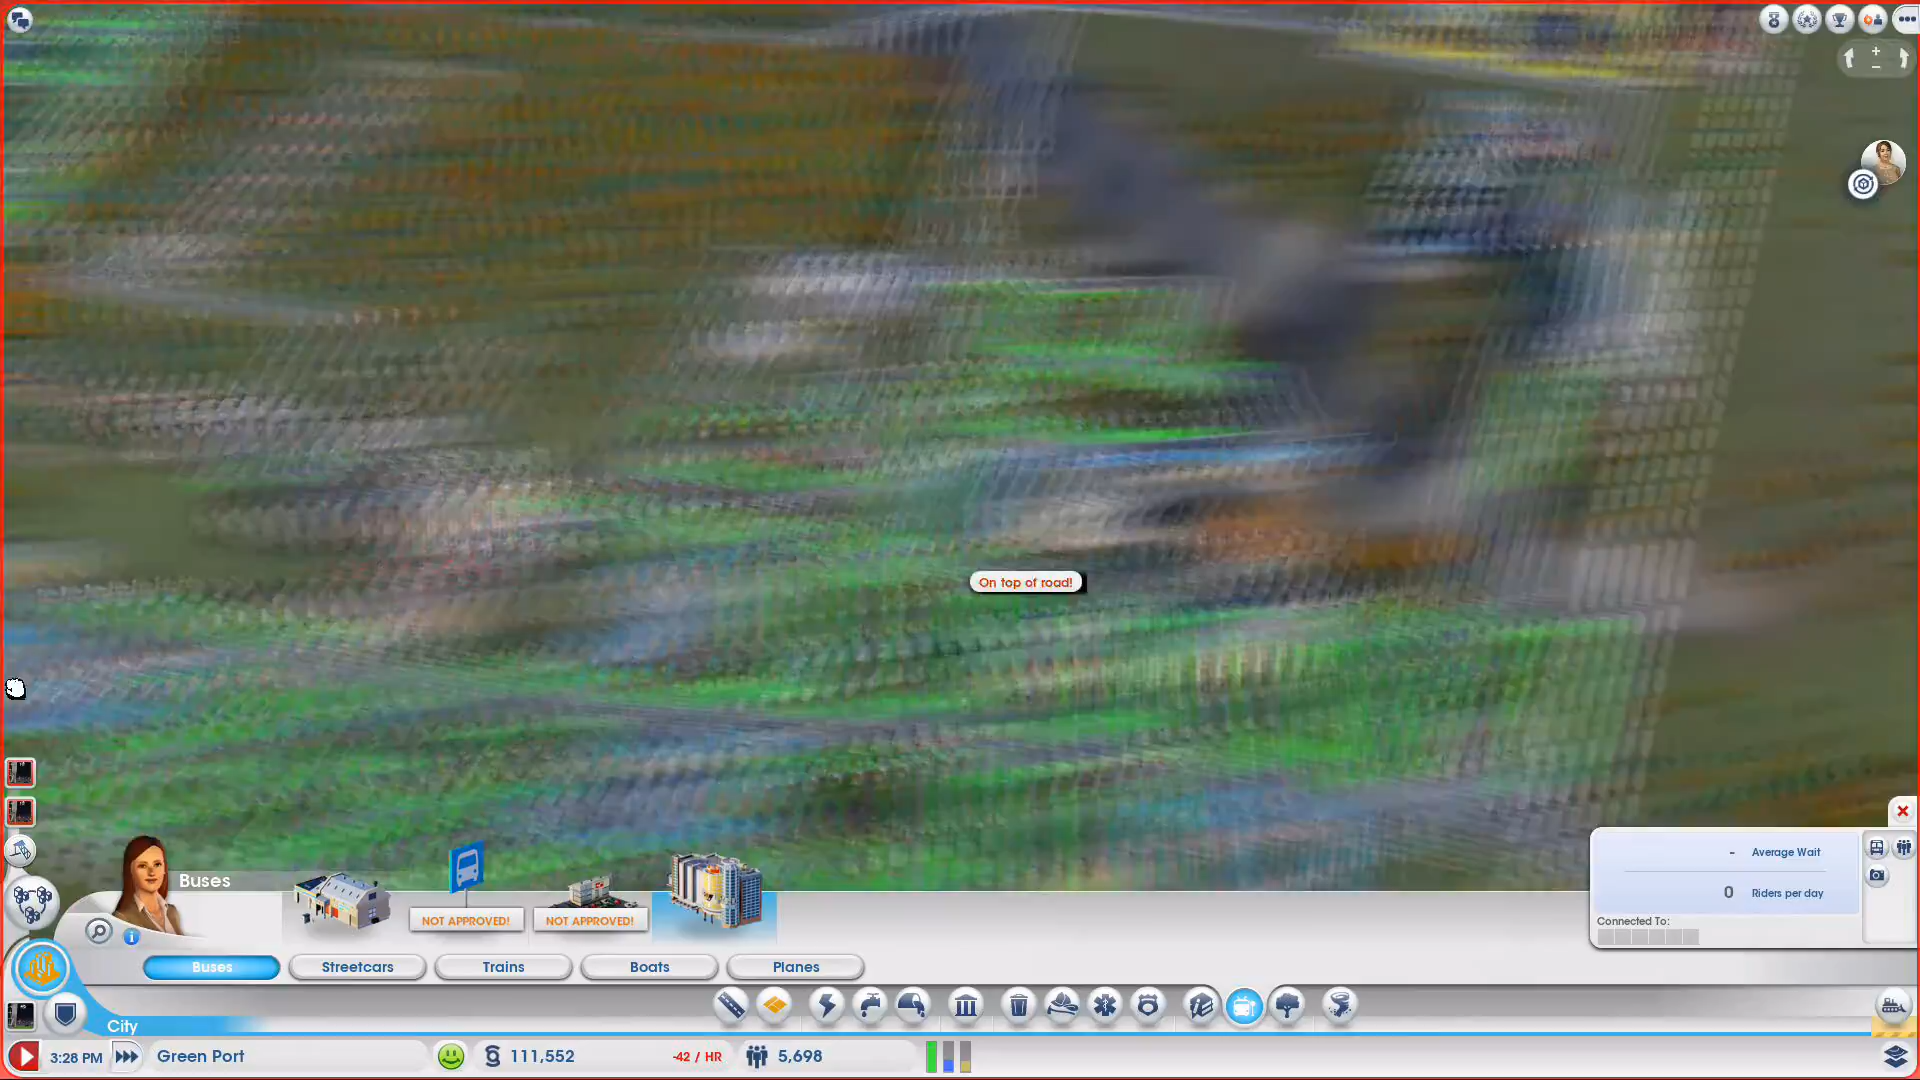 On top of road!
Buses
NOT APPROVED!
NOT APPROVED!
- Average Wait
0 Riders per day
Connected To:
Buses
Streetcars
Trains
Boats
Planes
City
3:28 PM
Green Port
111,552
-42 / HR
5,698